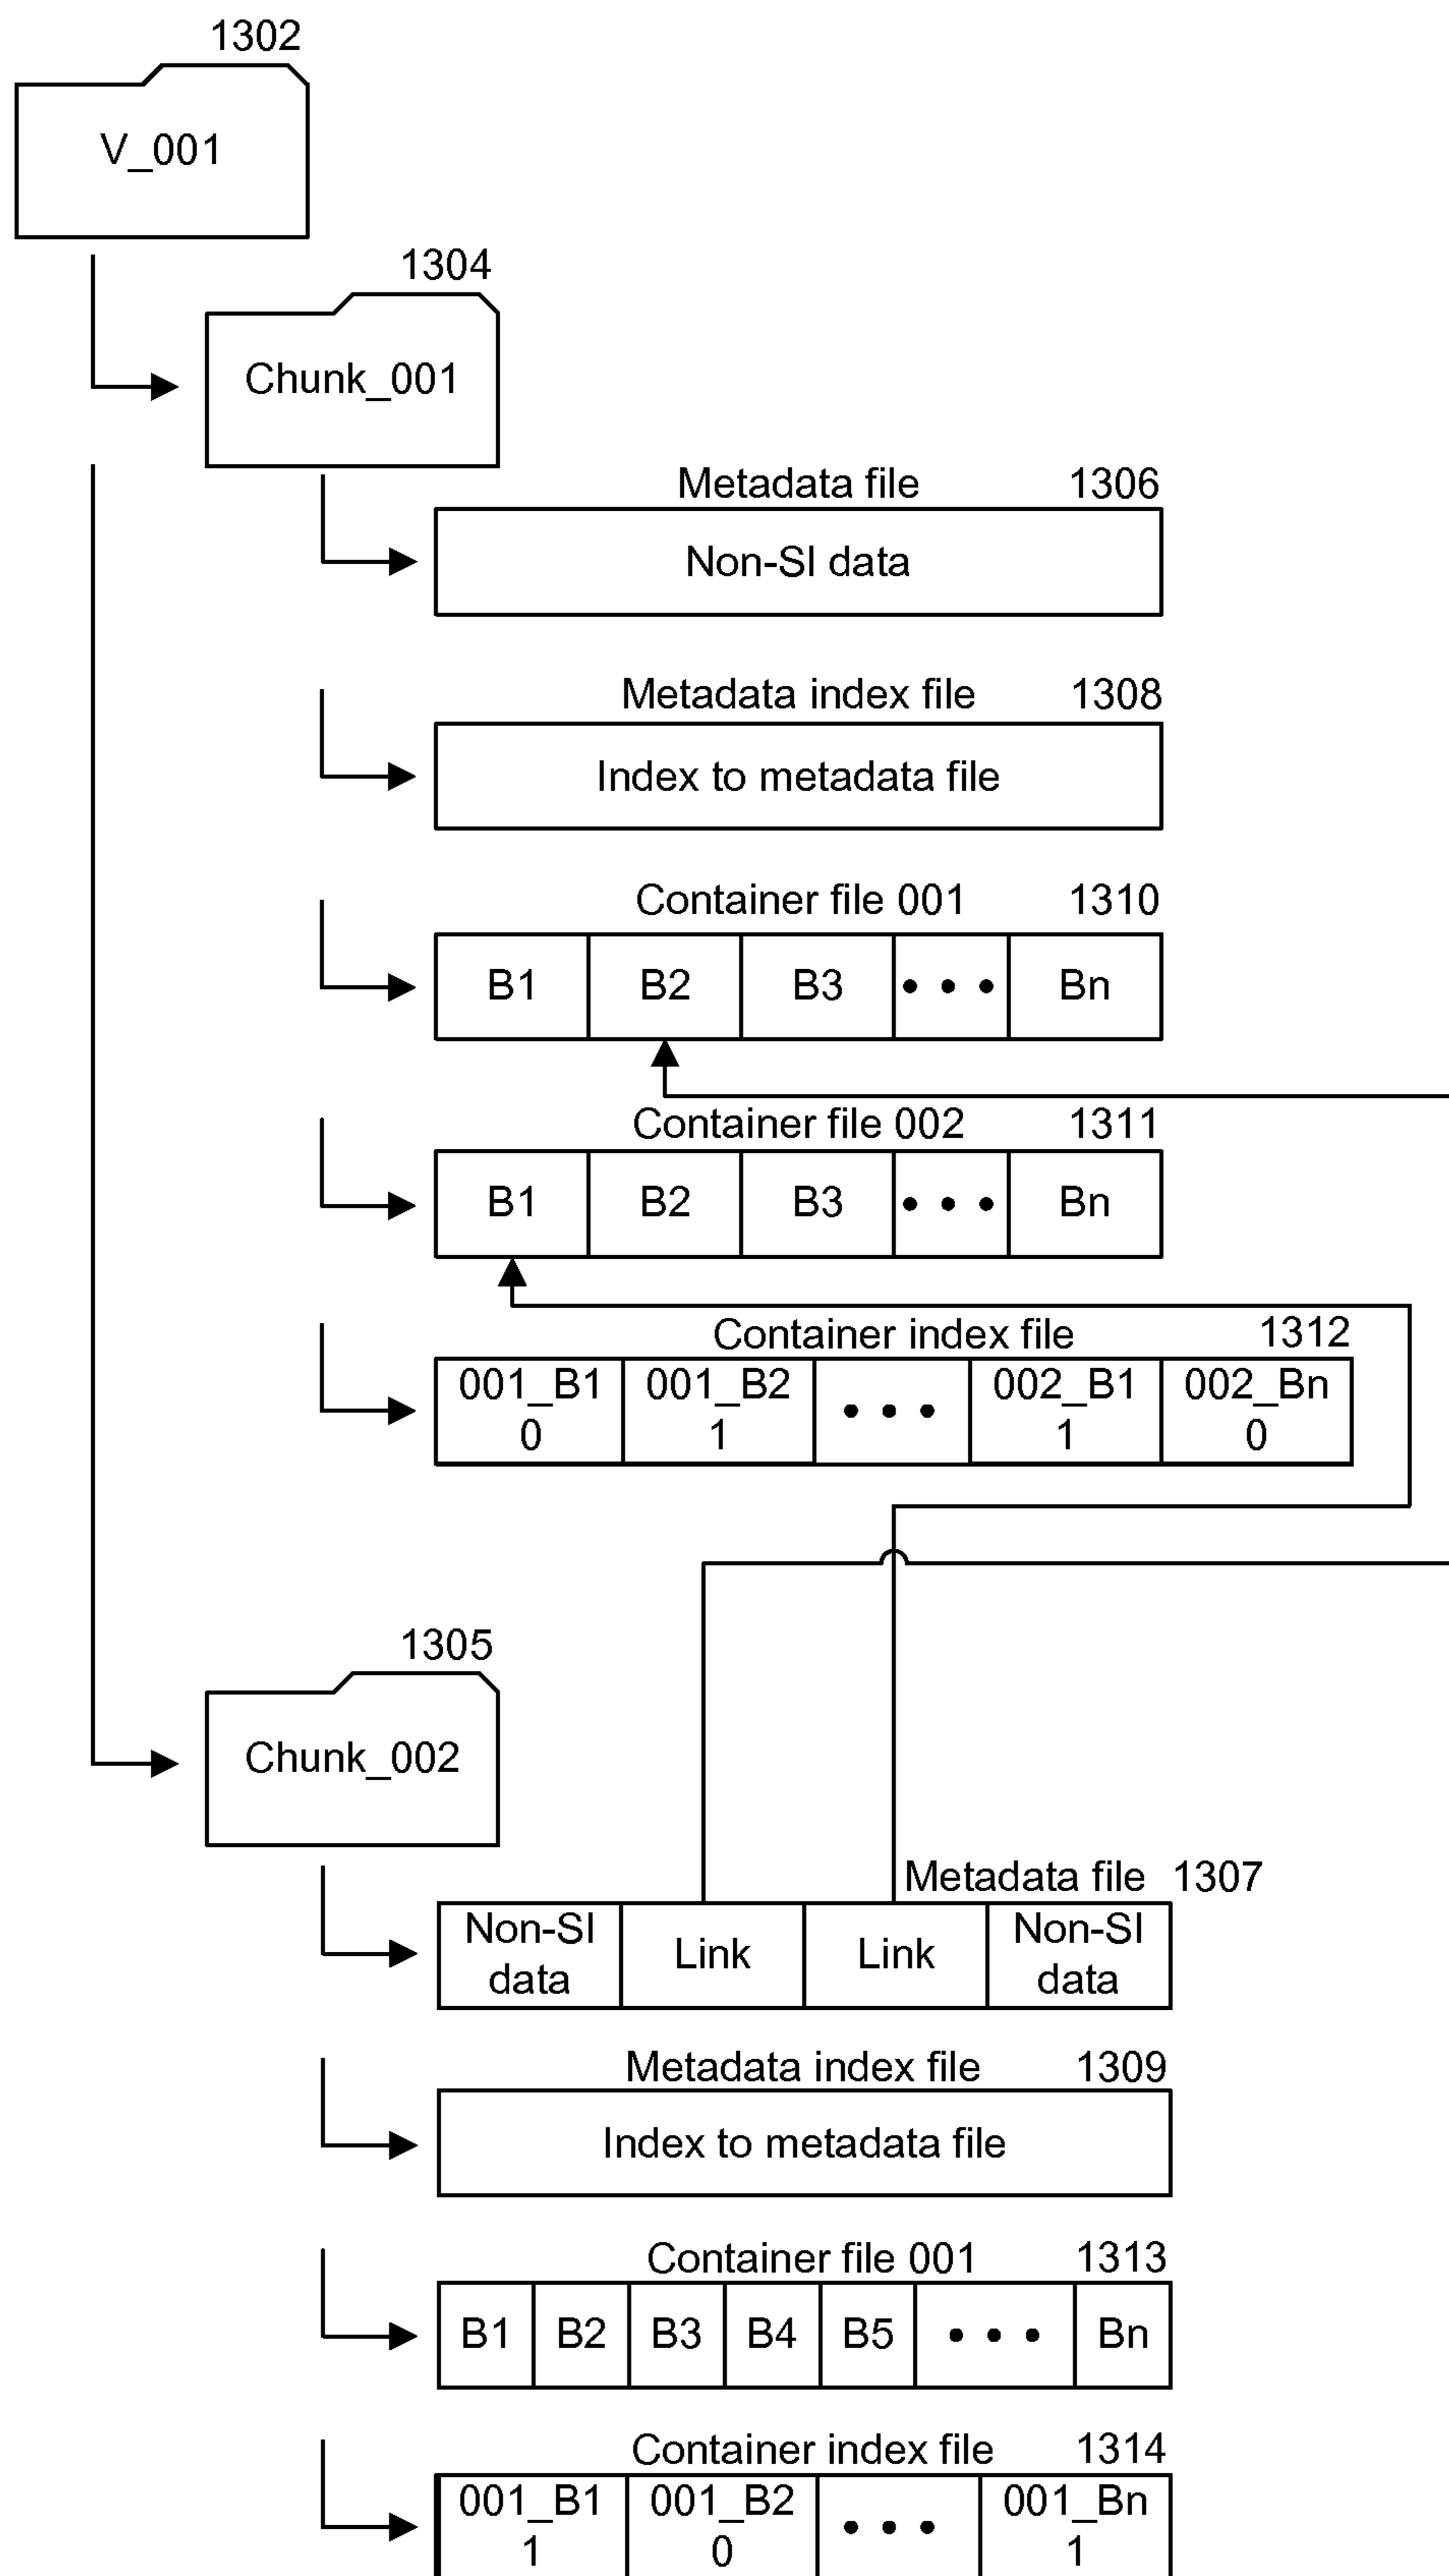 1302
V_001
1304
Chunk_001
Metadata file 1306
Non-SI data
Metadata index file 1308
Index to metadata file
Container file 001 1310
B1 B2 B3 • • • Bn
Container file 002 1311
B1 B2 B3 • • • Bn
Container index file 1312
001_B1 001_B2 • • • 002_B1 002_Bn
0 1 1 0
1305
Chunk_002
Metadata file 1307
Non-SI Link Link Non-SI
data data
Metadata index file 1309
Index to metadata file
Container file 001 1313
B1 B2 B3 B4 B5 • • • Bn
Container index file 1314
001_B1 001_B2 • • • 001_Bn
1 0 1